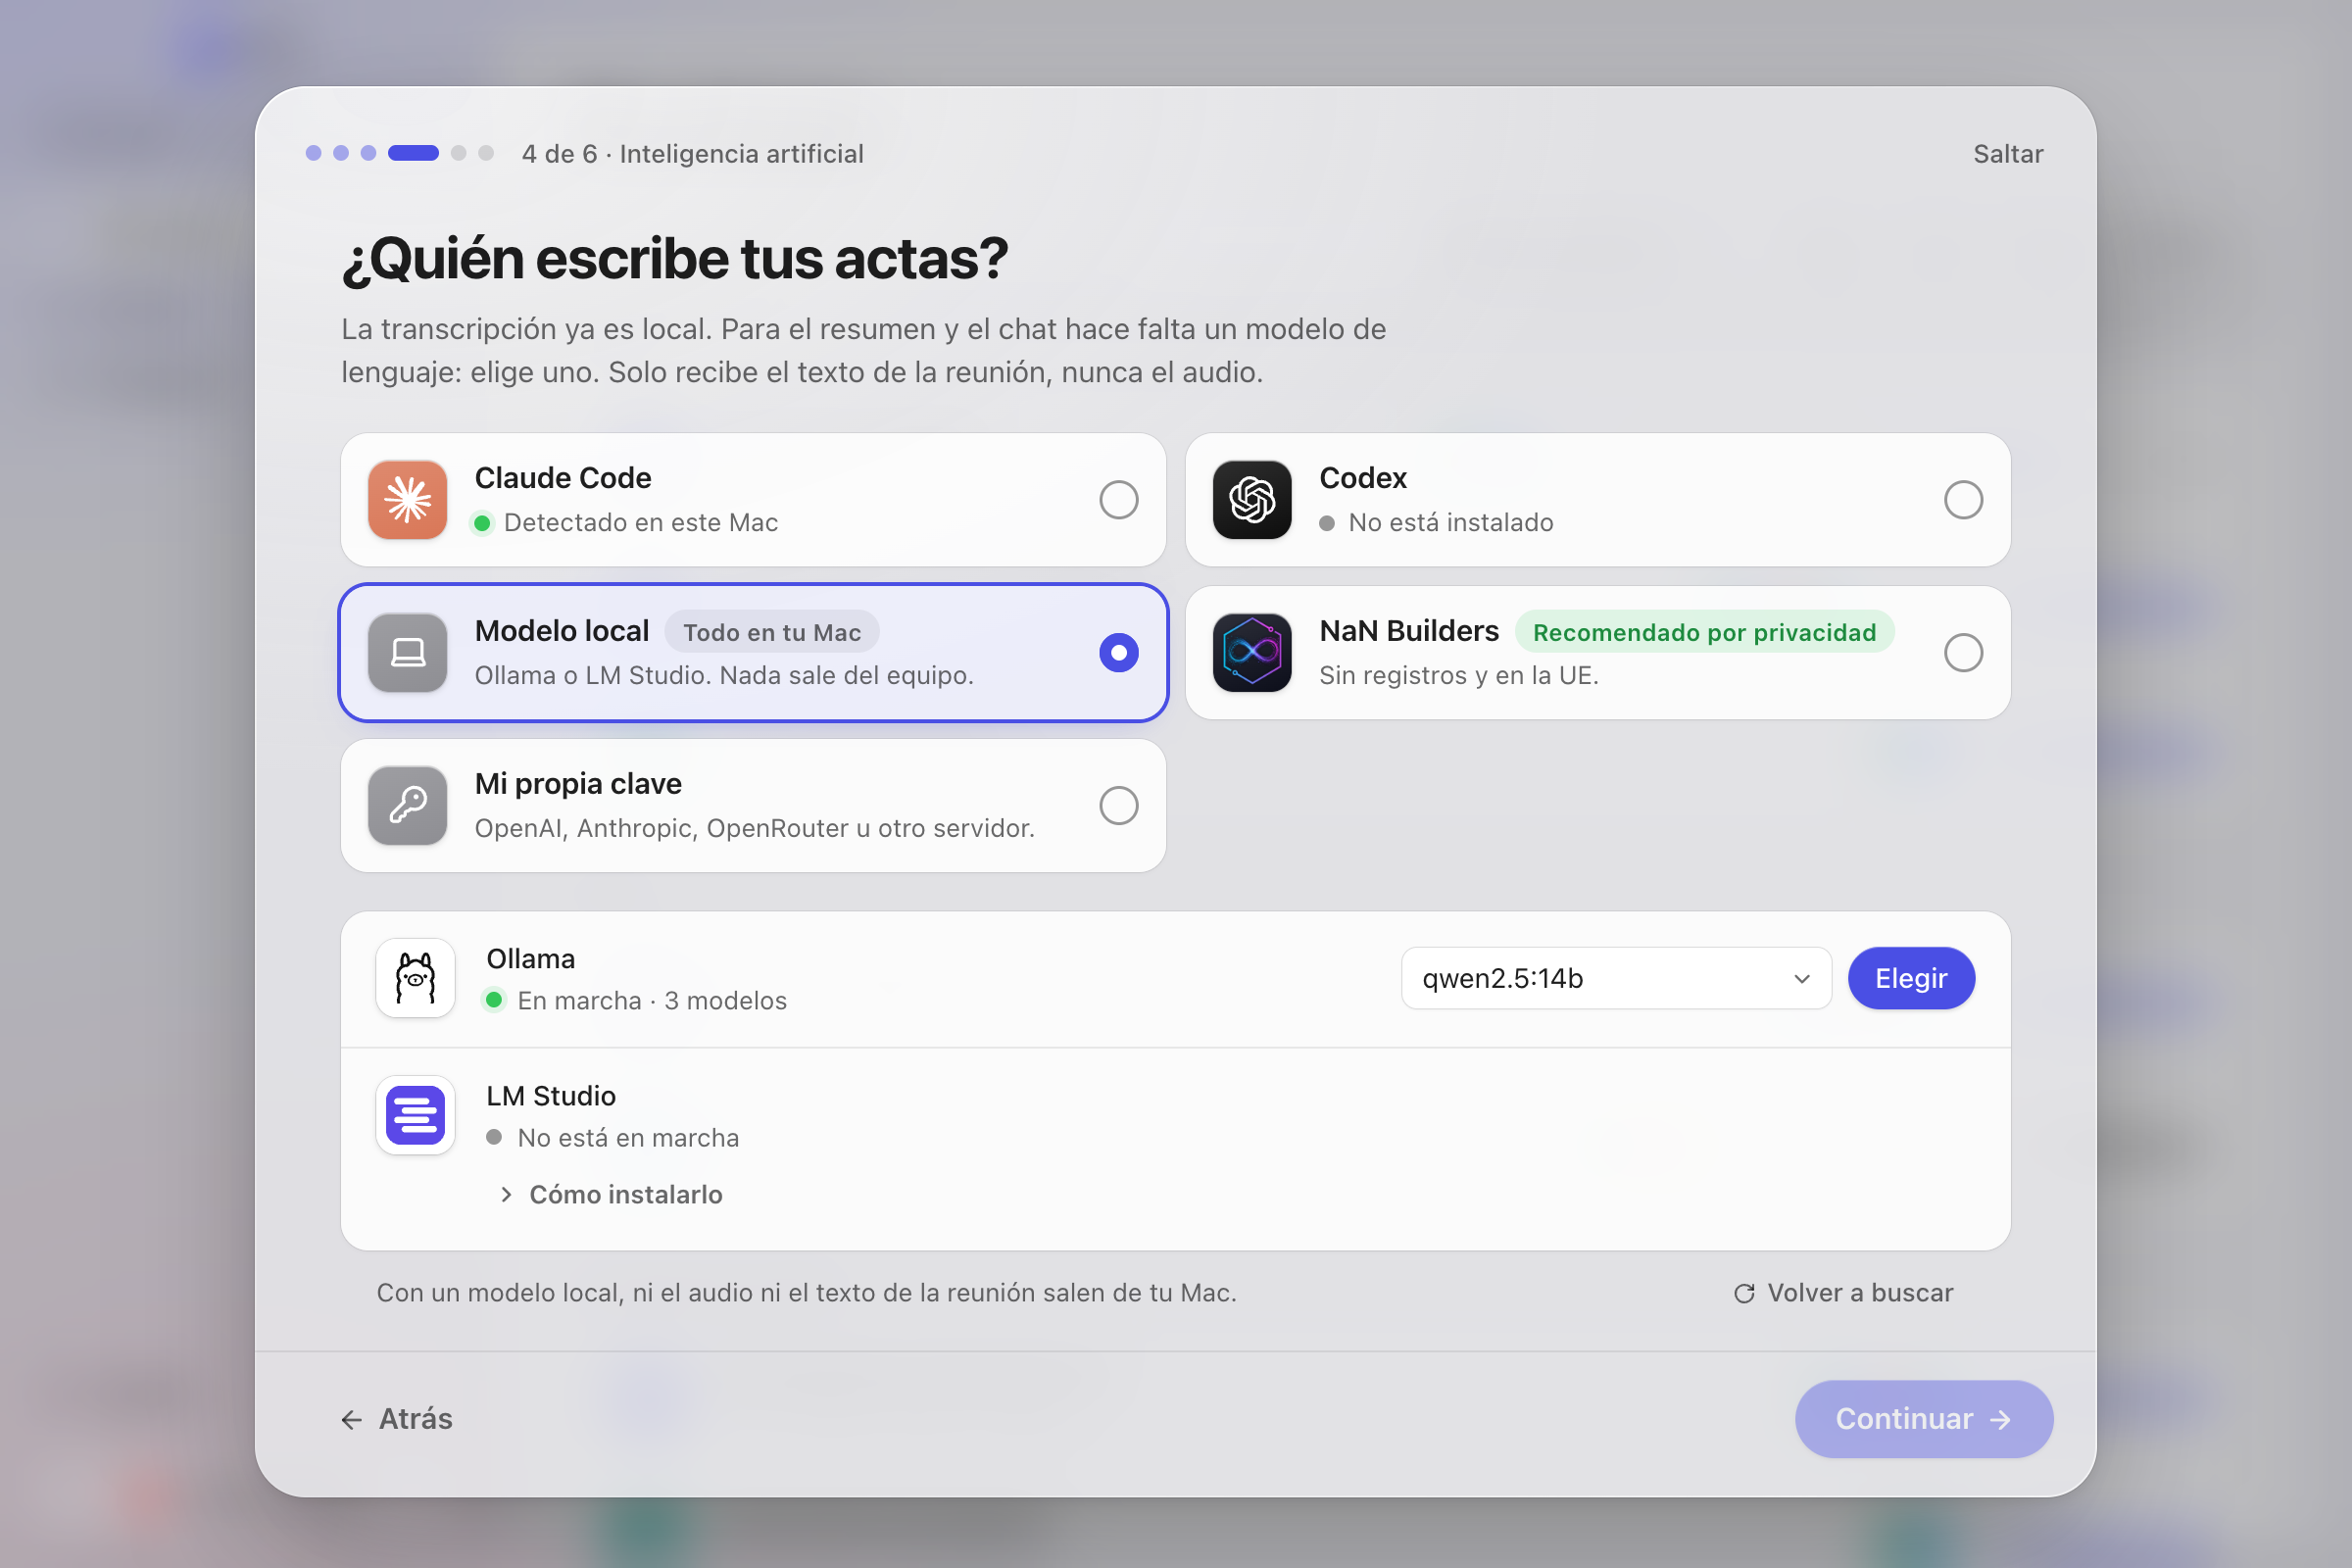 4 de 6 · Inteligencia artificial
Saltar
¿Quién escribe tus actas?
La transcripción ya es local. Para el resumen y el chat hace falta un modelo de
lenguaje: elige uno. Solo recibe el texto de la reunión, nunca el audio.
Claude Code
Detectado en este Mac
Codex
No está instalado
Modelo local
Todo en tu Mac
Ollama o LM Studio. Nada sale del equipo.
NaN Builders
Recomendado por privacidad
Sin registros y en la UE.
Mi propia clave
OpenAI, Anthropic, OpenRouter u otro servidor.
Ollama
En marcha · 3 modelos
qwen2.5:14b
Elegir
LM Studio
No está en marcha
Cómo instalarlo
Con un modelo local, ni el audio ni el texto de la reunión salen de tu Mac.
Volver a buscar
Atrás
Continuar